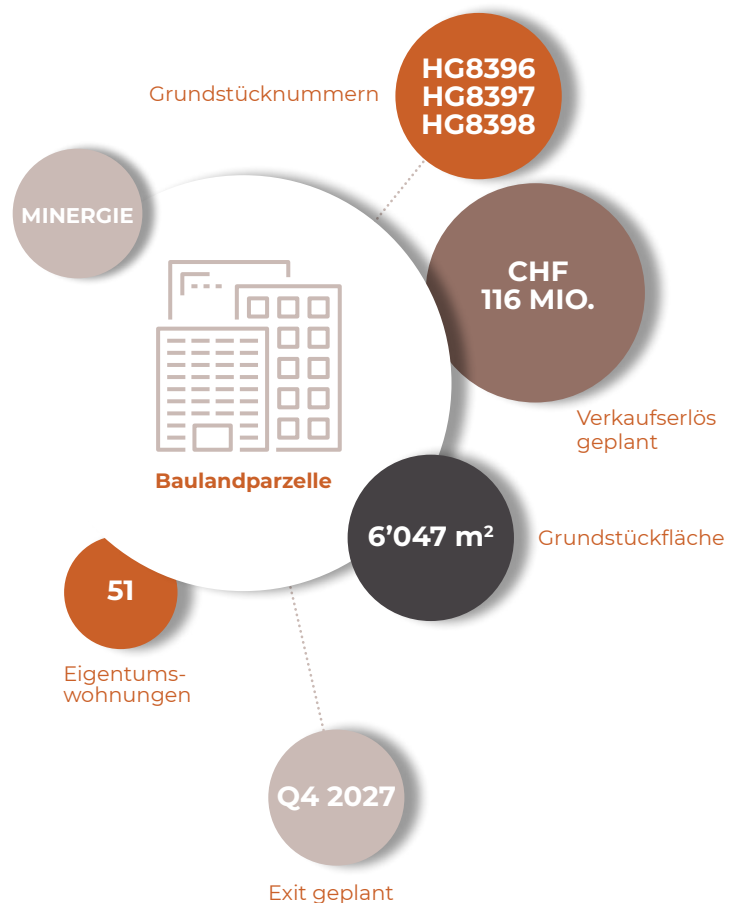 Grundstücknummern
HG8396
HG8397
HG8398
MINERGIE
CHF
116 MIO.
Verkaufserlös
geplant
Baulandparzelle
6’047 m²
Grundstückfläche
51
Eigentums-
wohnungen
Q4 2027
Exit geplant